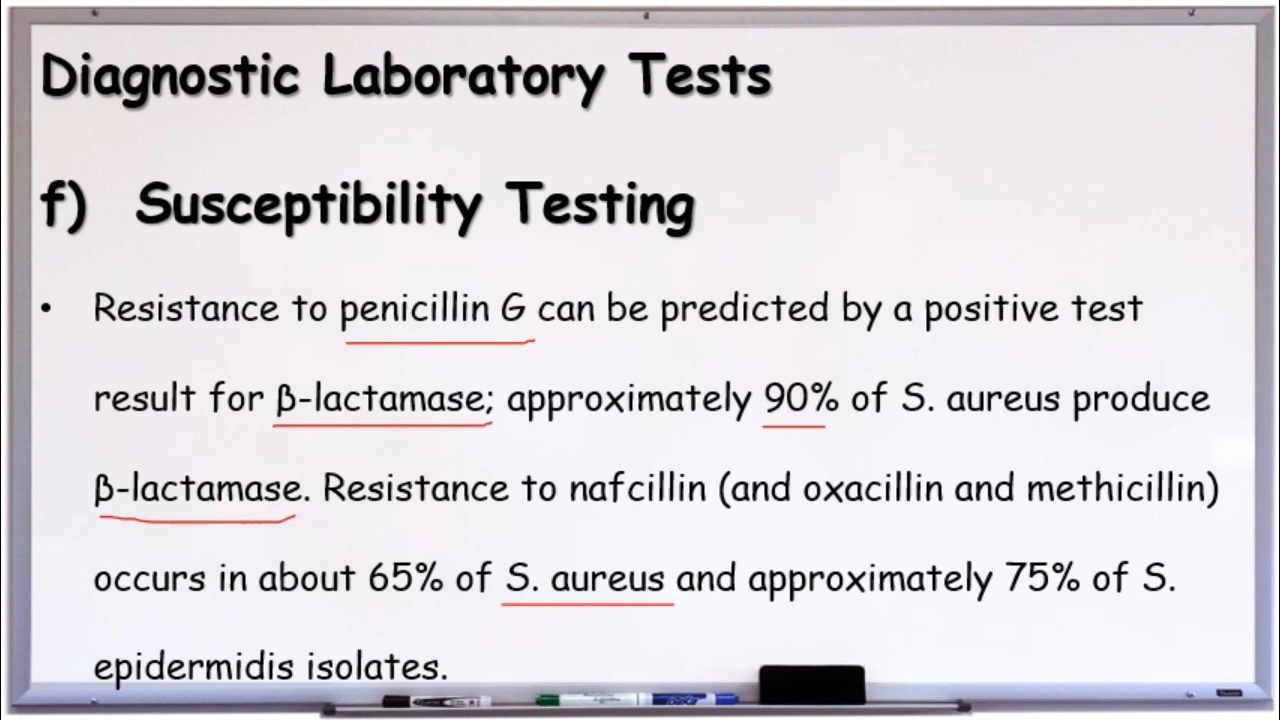 Diagnostic Laboratory Tests
f) Susceptibility Testing
• Resistance to penicillin G can be predicted by a positive test
result for β-lactamase; approximately 90% of S. aureus produce
β-lactamase. Resistance to nafcillin (and oxacillin and methicillin)
occurs in about 65% of S. aureus and approximately 75% of S.
epidermidis isolates.